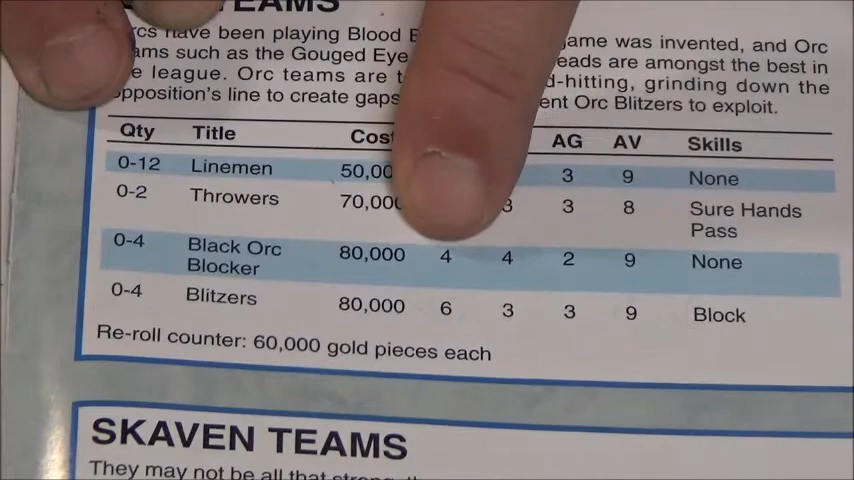 TEAMS
rcs have been playing Blood game was invented, and Orc
ams such as the Gouged Eye eads are amongst the best in
e league. Orc teams are t d-hitting, grinding down the
opposition's line to create gaps ent Orc Blitzers to exploit.
Qty Title Cost AG AV Skills
0-12 Linemen 50,00 3 9 None
0-2 Throwers 70,000 3 3 8 Sure Hands
Pass
0-4 Black Orc 80,000 4 4 2 9 None
Blocker
0-4 Blitzers 80,000 6 3 3 9 Block
Re-roll counter: 60,000 gold pieces each
SKAVEN TEAMS
They may not be all that